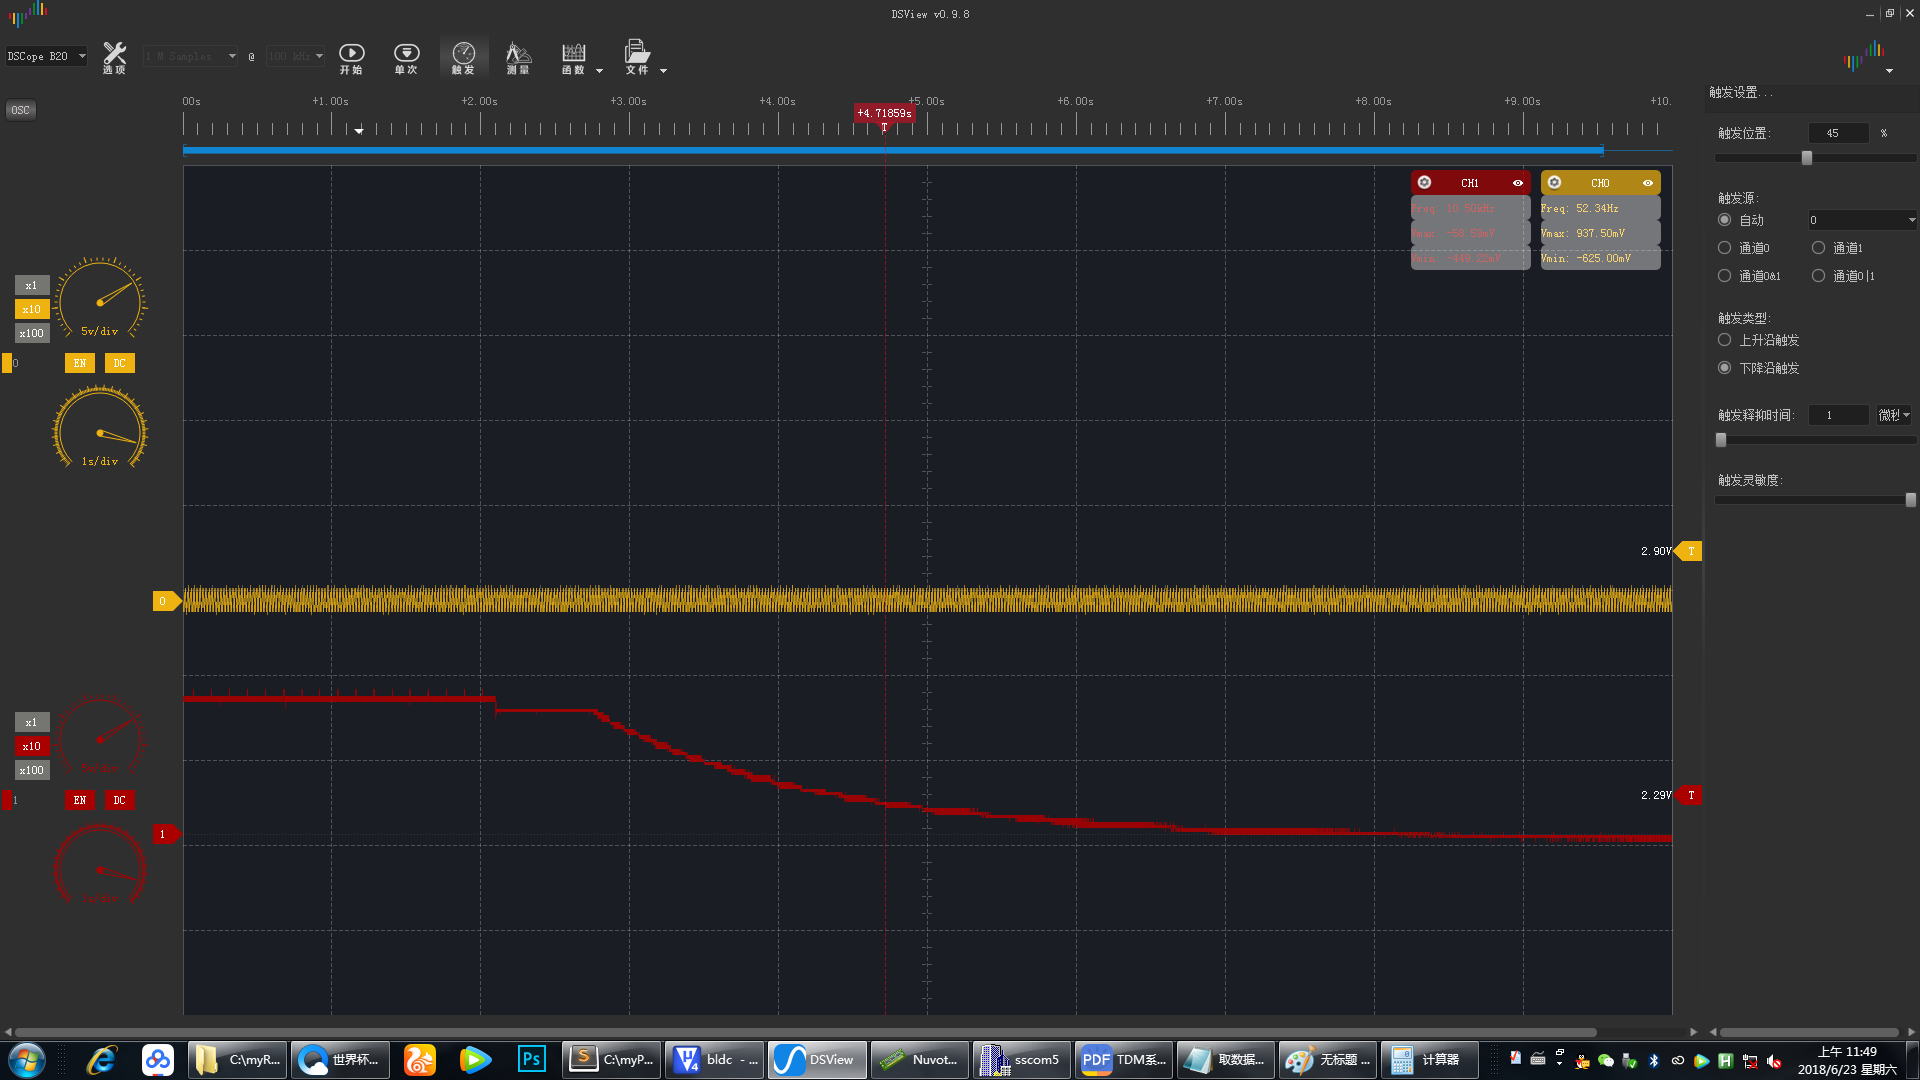 DSView v0.9.8
DSCope B20
选项
1 M Samples
@
100 kHz
开始
单次
触发
测量
函数
文件
OSC
00s
+1.00s
+2.00s
+3.00s
+4.00s
+5.00s
+6.00s
+7.00s
+8.00s
+9.00s
+10.
+4.71859s
T
CH1
Freq: 10.50kHz
Vmax: -58.59mV
Vmin: -449.22mV
CH0
Freq: 52.34Hz
Vmax: 937.50mV
Vmin: -625.00mV
x1
x10
x100
5v/div
0
EN
DC
1s/div
0
2.90V
T
x1
x10
x100
5v/div
1
EN
DC
1s/div
1
2.29V
T
触发设置...
触发位置:
45
%
触发源:
自动
0
通道0
通道1
通道0&1
通道0|1
触发类型:
上升沿触发
下降沿触发
触发释抑时间:
1
微秒
触发灵敏度:
C:\myR...
世界杯...
Ps
C:\myP...
bldc - ...
DSView
Nuvot...
sscom5
PDF
TDM系...
取数据...
无标题 ...
计算器
上午 11:49
2018/6/23 星期六